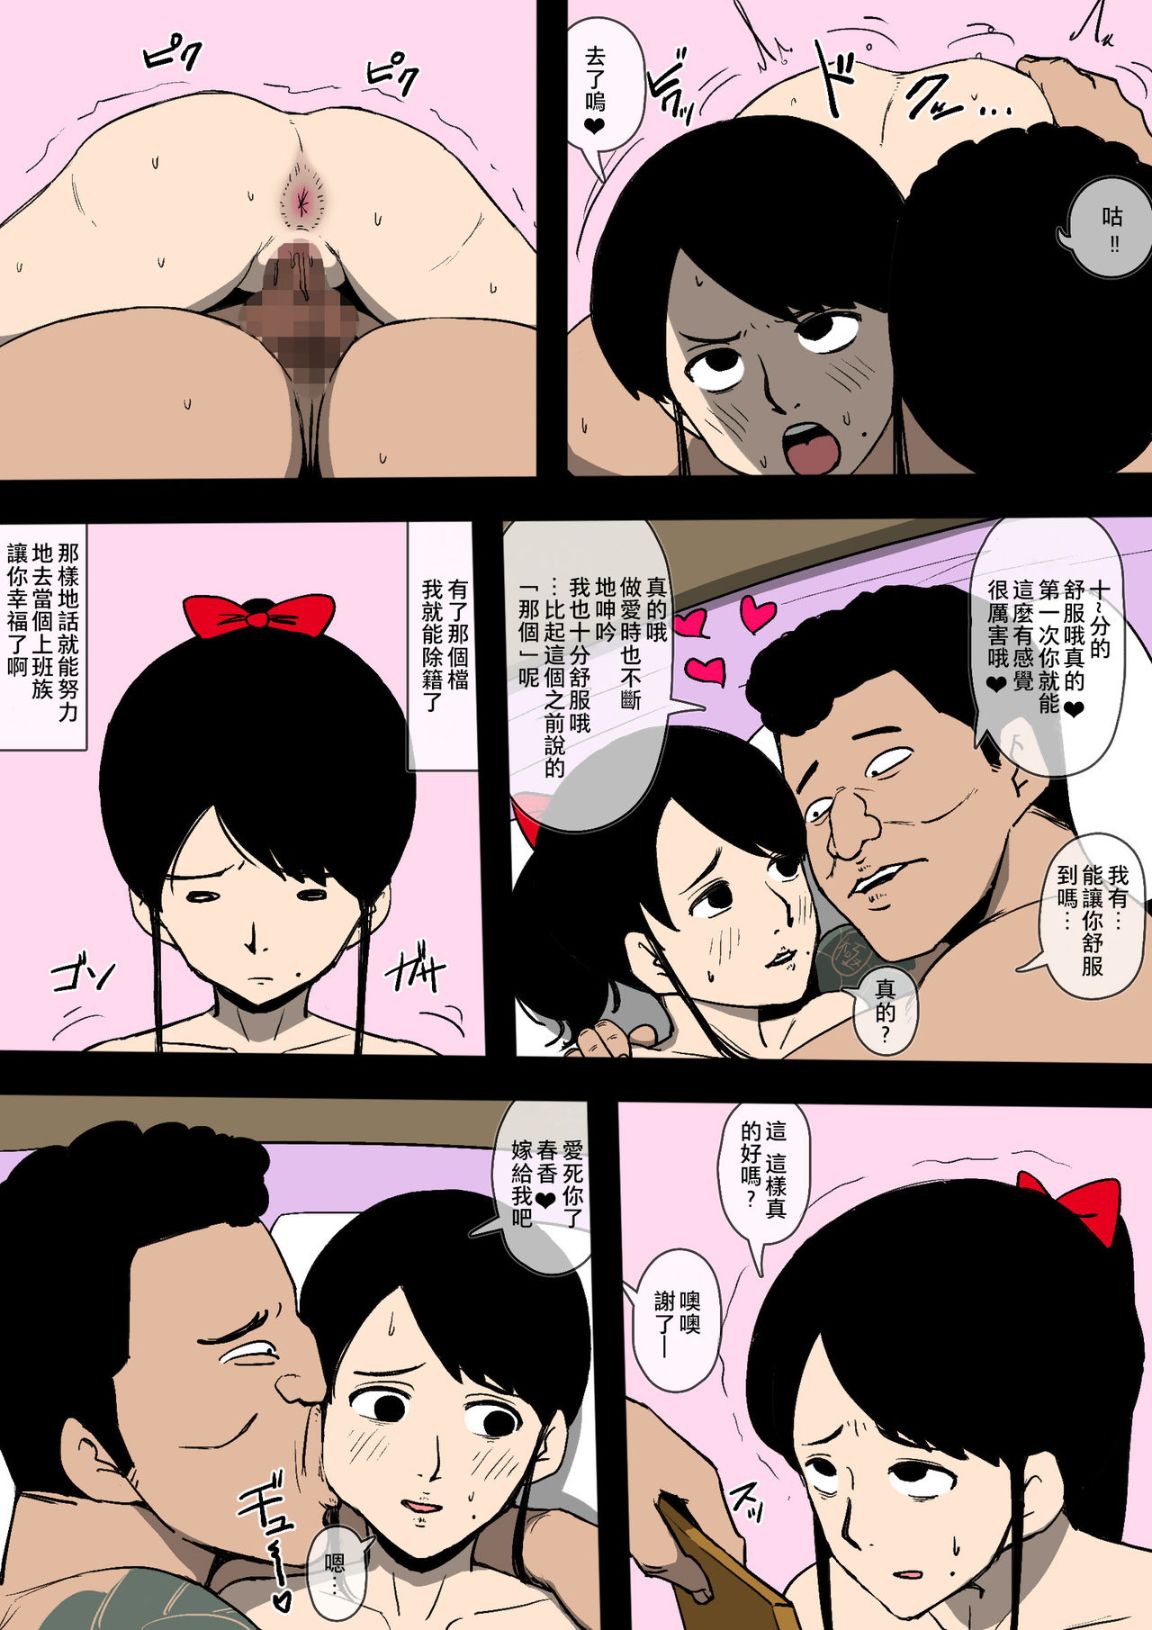 去了嗚♥
ビクッ
ドクッ…
咕!!
ピク
ピク
十~分的
舒服哦真的♥
第一次你就能
這麼有感覺
很厲害哦♥
我有…
能讓你舒服
到嗎…
真的哦
做愛時也不斷
地呻吟
我也十分舒服哦
…比起這個之前說的
「那個」呢
真的?
有了那個檔
我就能除籍了
那樣地話就能努力
地去當個上班族
讓你幸福了啊
ガサ
ゴソ
這 這樣真
的好嗎?
噢噢
謝了ー
スッ
愛死你了
春香♥
嫁給我吧
ギュー♡
嗯…